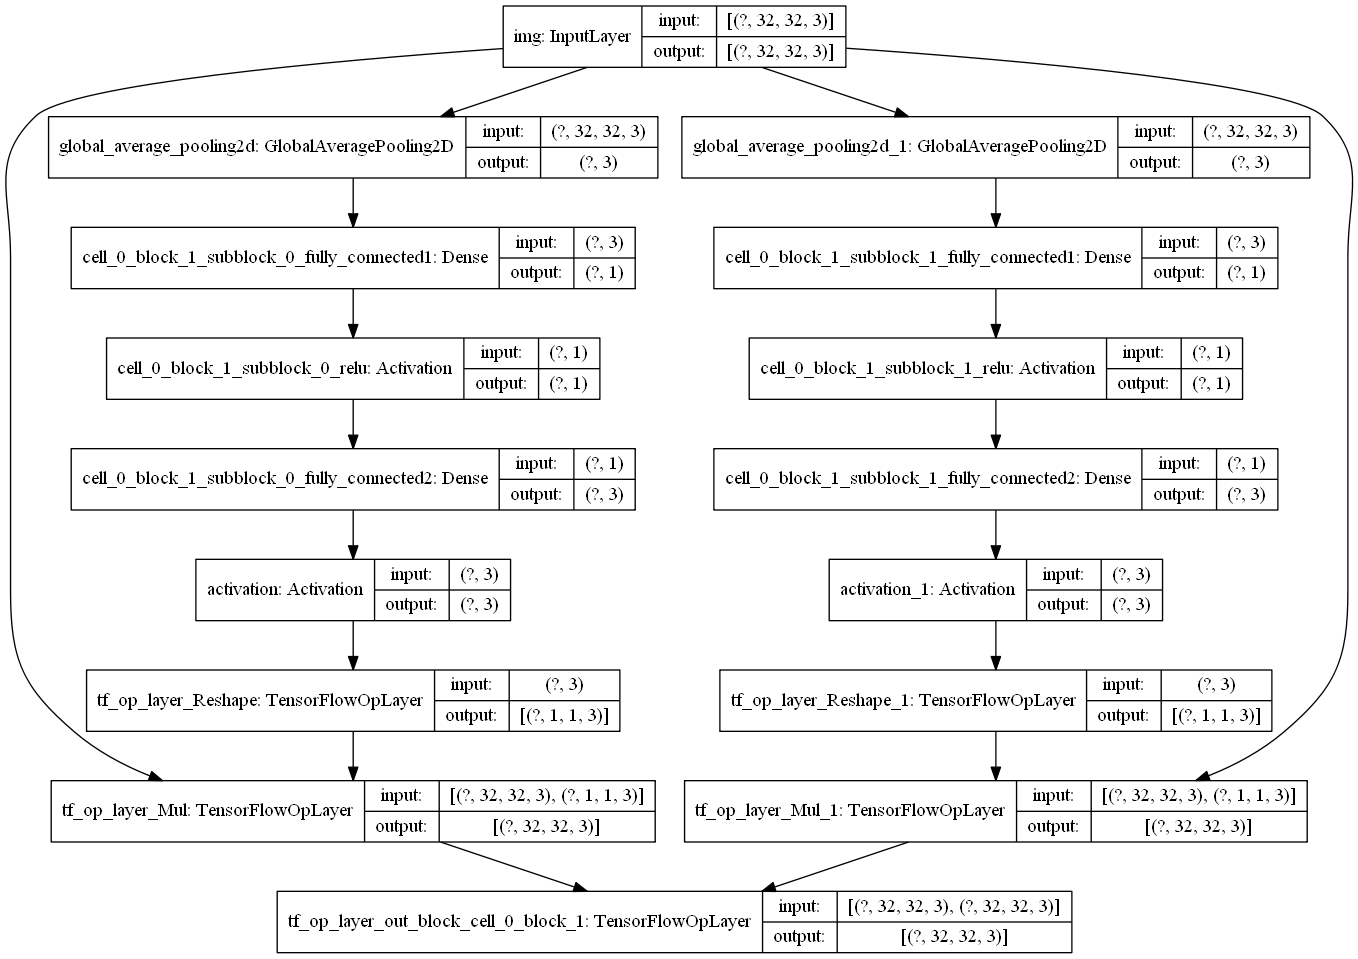 img: InputLayer
input:
[(?, 32, 32, 3)]
output:
[(?, 32, 32, 3)]
global_average_pooling2d: GlobalAveragePooling2D
input:
(?, 32, 32, 3)
output:
(?, 3)
global_average_pooling2d_1: GlobalAveragePooling2D
input:
(?, 32, 32, 3)
output:
(?, 3)
cell_0_block_1_subblock_0_fully_connected1: Dense
input:
(?, 3)
output:
(?, 1)
cell_0_block_1_subblock_1_fully_connected1: Dense
input:
(?, 3)
output:
(?, 1)
cell_0_block_1_subblock_0_relu: Activation
input:
(?, 1)
output:
(?, 1)
cell_0_block_1_subblock_1_relu: Activation
input:
(?, 1)
output:
(?, 1)
cell_0_block_1_subblock_0_fully_connected2: Dense
input:
(?, 1)
output:
(?, 3)
cell_0_block_1_subblock_1_fully_connected2: Dense
input:
(?, 1)
output:
(?, 3)
activation: Activation
input:
(?, 3)
output:
(?, 3)
activation_1: Activation
input:
(?, 3)
output:
(?, 3)
tf_op_layer_Reshape: TensorFlowOpLayer
input:
(?, 3)
output:
[(?, 1, 1, 3)]
tf_op_layer_Reshape_1: TensorFlowOpLayer
input:
(?, 3)
output:
[(?, 1, 1, 3)]
tf_op_layer_Mul: TensorFlowOpLayer
input:
[(?, 32, 32, 3), (?, 1, 1, 3)]
output:
[(?, 32, 32, 3)]
tf_op_layer_Mul_1: TensorFlowOpLayer
input:
[(?, 32, 32, 3), (?, 1, 1, 3)]
output:
[(?, 32, 32, 3)]
tf_op_layer_out_block_cell_0_block_1: TensorFlowOpLayer
input:
[(?, 32, 32, 3), (?, 32, 32, 3)]
output:
[(?, 32, 32, 3)]